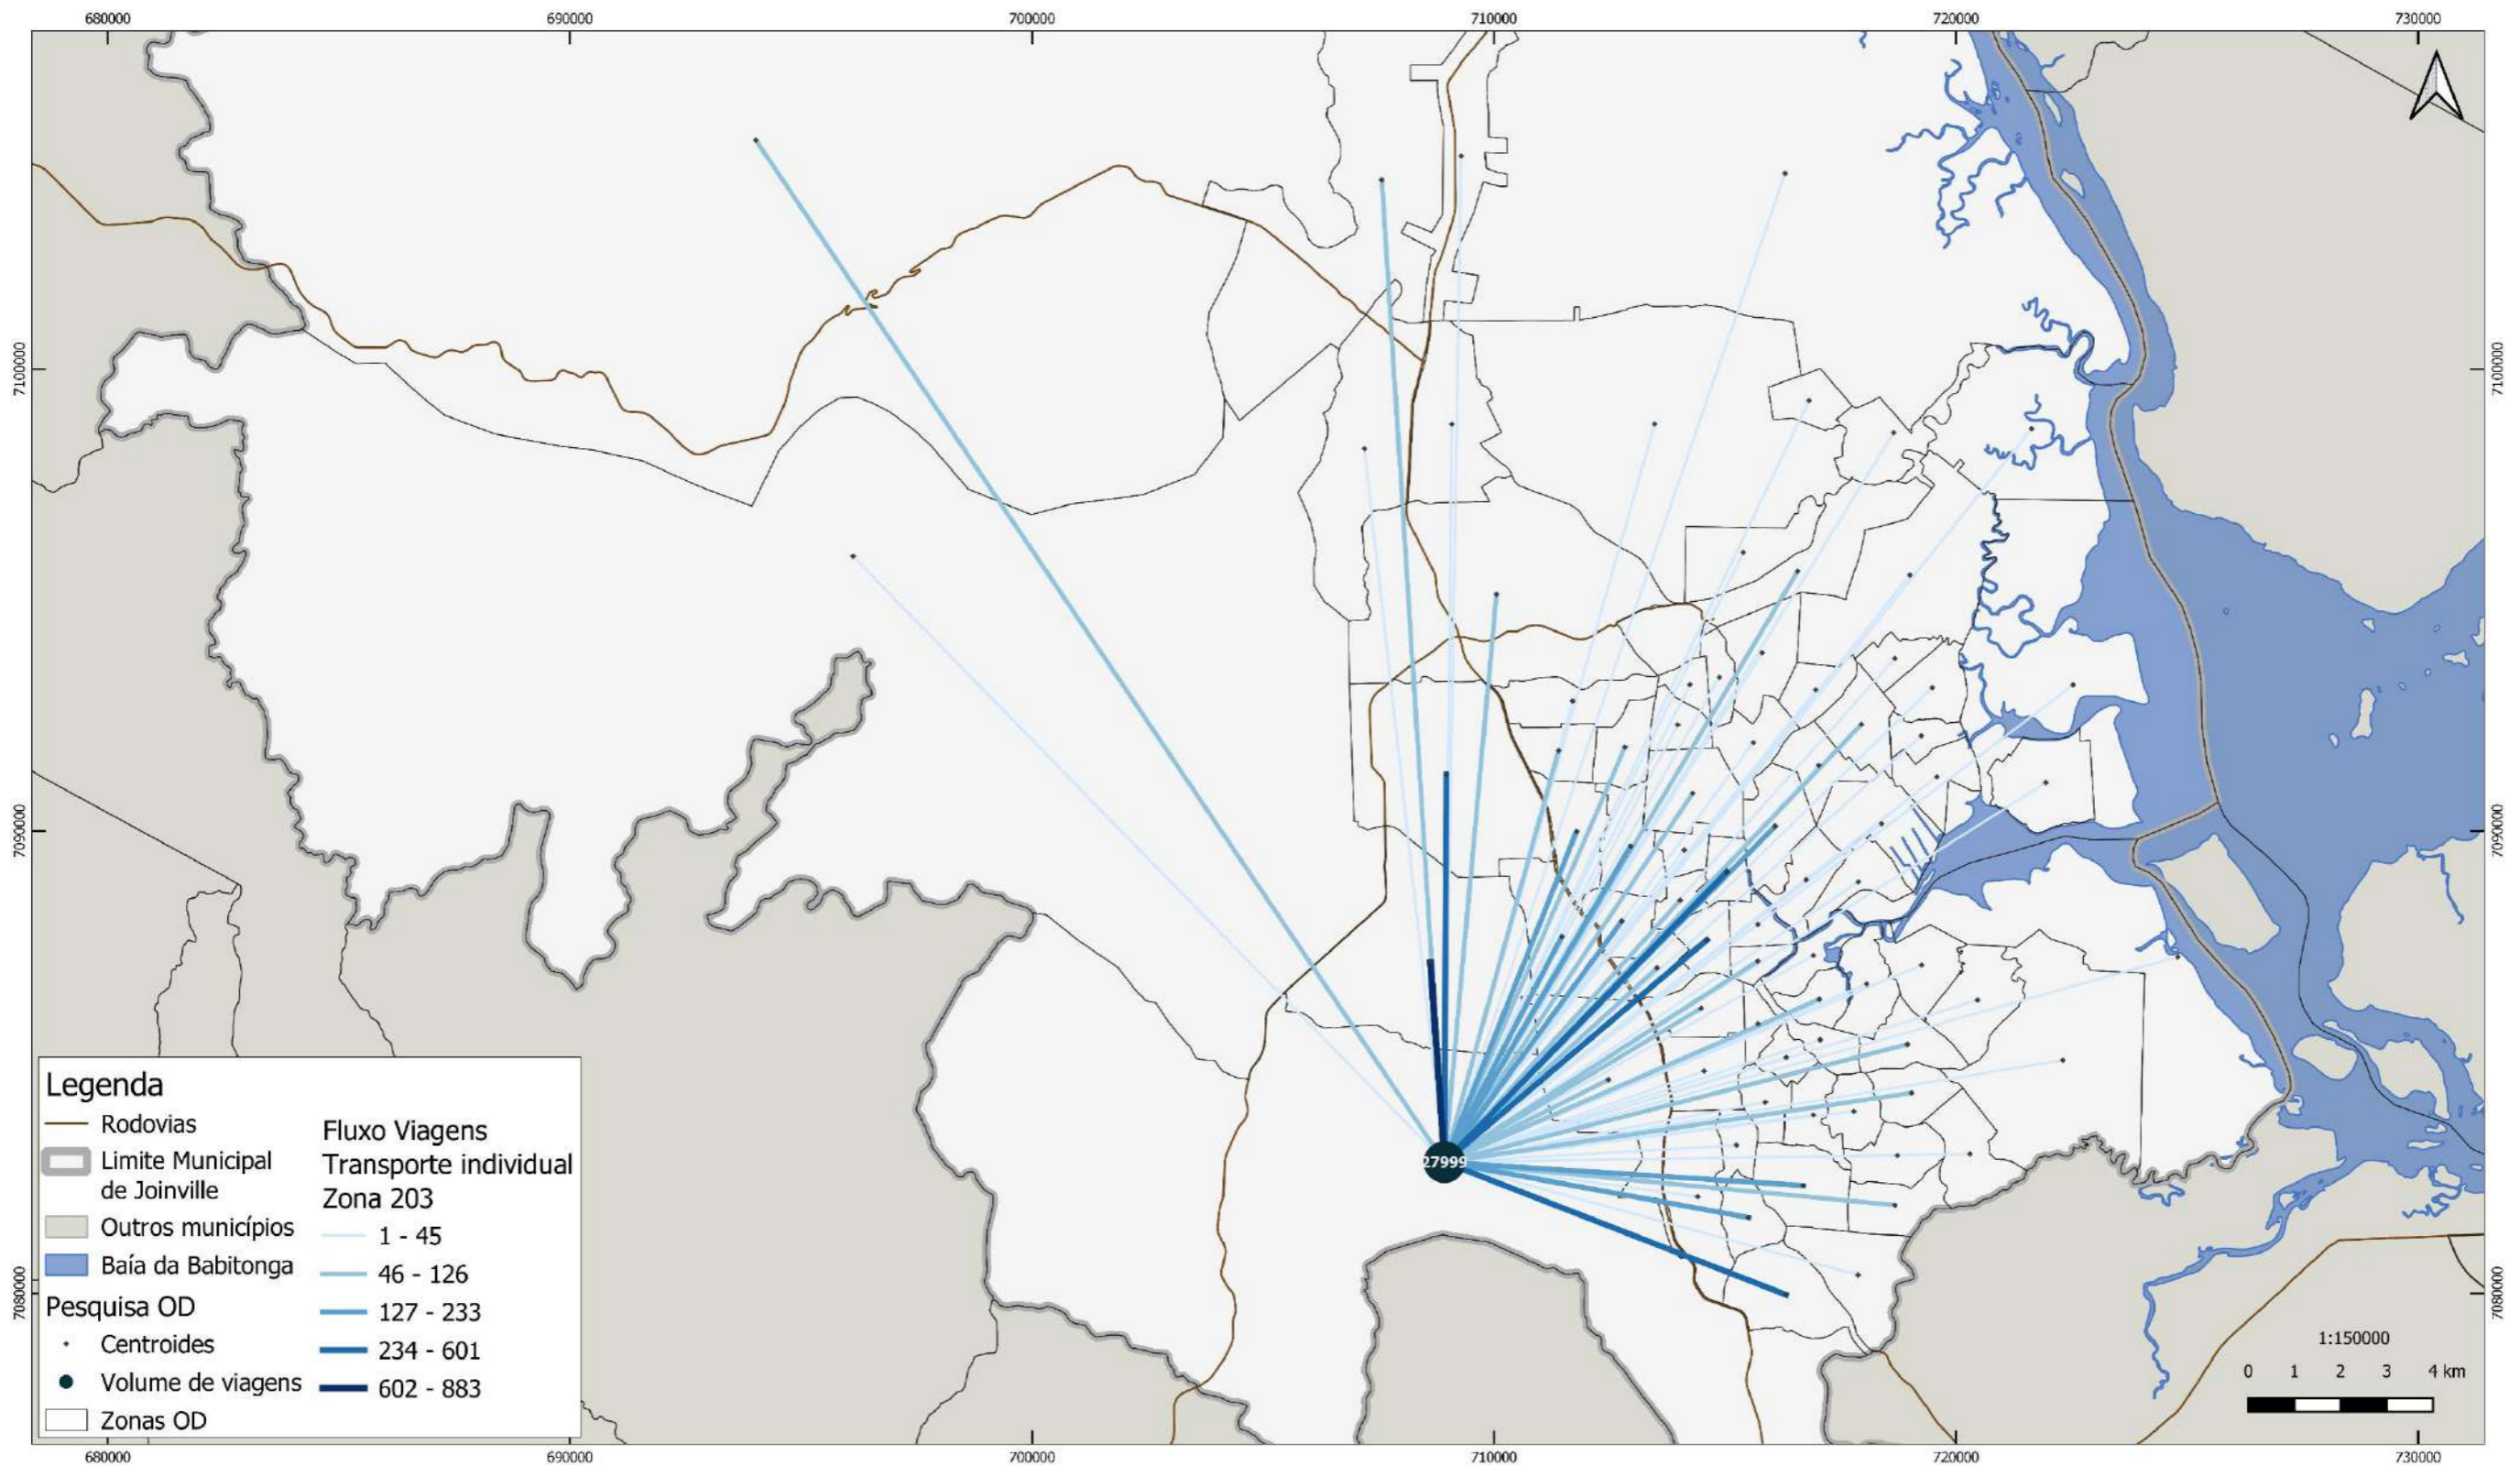 680000 690000 700000 710000 720000 730000
7100000 7100000
7090000 7090000
7080000 7080000
27999
Legenda
Rodovias
Limite Municipal
de Joinville
Outros municípios
Baía da Babitonga
Pesquisa OD
Centroides
Volume de viagens
Zonas OD
Fluxo Viagens
Transporte individual
Zona 203
1 - 45
46 - 126
127 - 233
234 - 601
602 - 883
1:150000
0 1 2 3 4 km
680000 690000 700000 710000 720000 730000